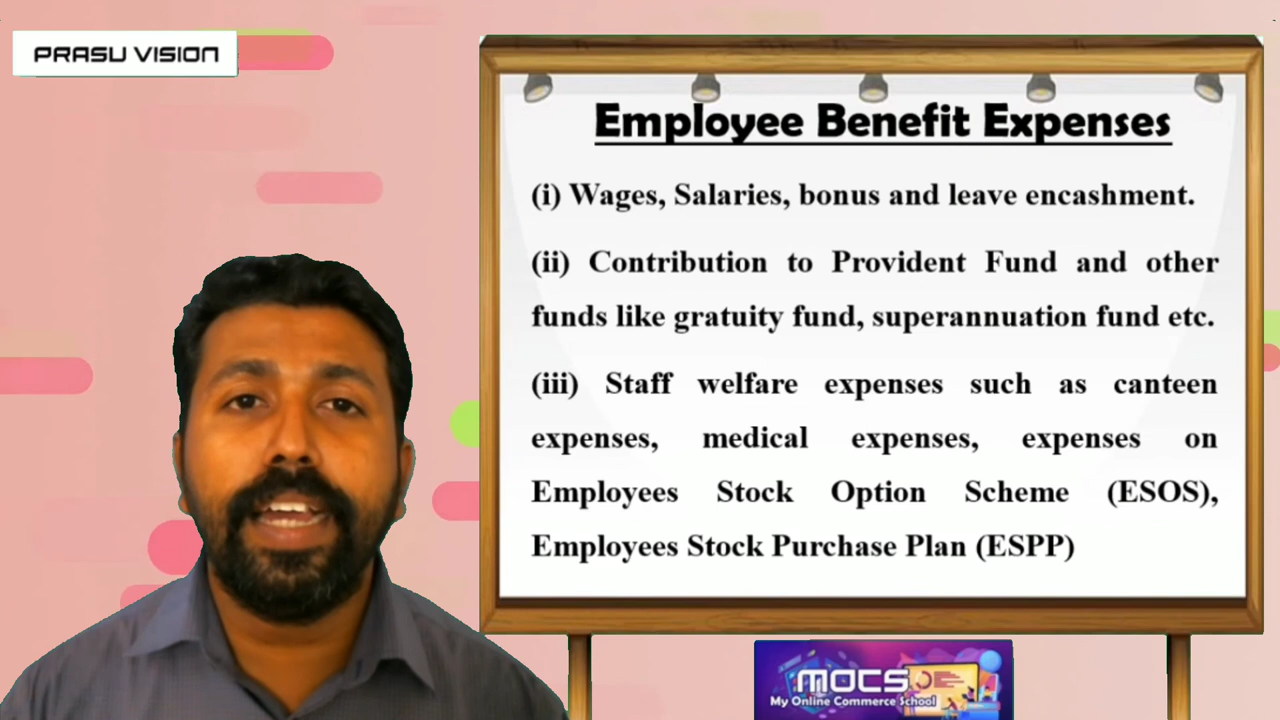 PRASU VISION
Employee Benefit Expenses
(i) Wages, Salaries, bonus and leave encashment.
(ii) Contribution to Provident Fund and other
funds like gratuity fund, superannuation fund etc.
(iii) Staff welfare expenses such as canteen
expenses, medical expenses, expenses on
Employees Stock Option Scheme (ESOS),
Employees Stock Purchase Plan (ESPP)
MOCS
My Online Commerce School